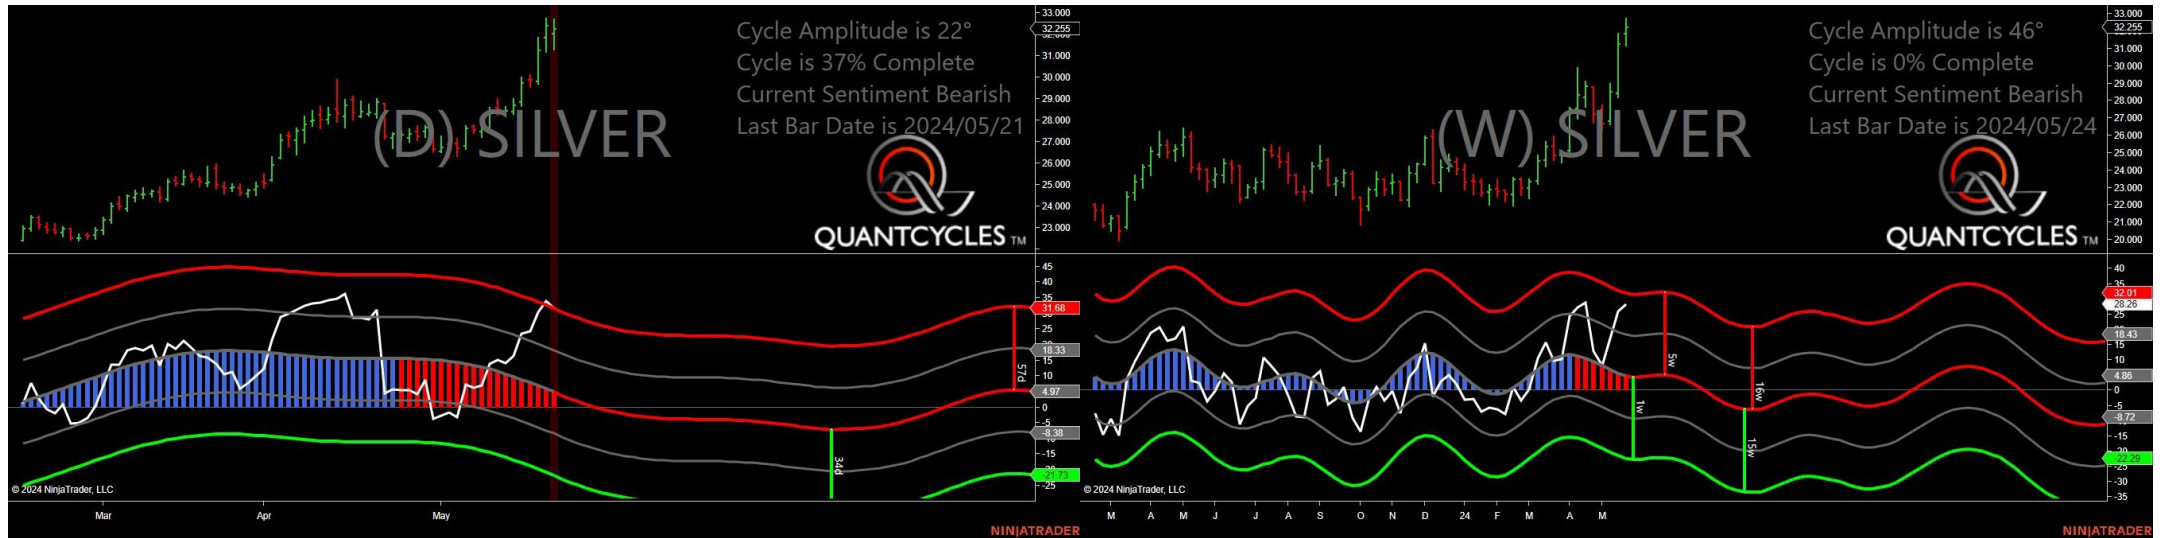 Cycle Amplitude is 22°
Cycle is 37% Complete
Current Sentiment Bearish
Last Bar Date is 2024/05/21
(D) SILVER
QUANTCYCLES TM
33.000
32.255
31.000
30.000
29.000
28.000
27.000
26.000
25.000
24.000
23.000
45
40
35
31.68
25
18.33
15
10
4.97
0
-5
-8.38
-15
-21.73
-25
57d
34d
© 2024 NinjaTrader, LLC
Mar Apr May
NINJATRADER
Cycle Amplitude is 46°
Cycle is 0% Complete
Current Sentiment Bearish
Last Bar Date is 2024/05/24
(W) SILVER
QUANTCYCLES TM
33.000
32.255
31.000
30.000
29.000
28.000
27.000
26.000
25.000
24.000
23.000
22.000
21.000
20.000
40
35
32.01
28.26
25
18.43
15
10
4.86
0
-5
-8.72
-15
-22.29
-25
-30
-35
5w
16w
1w
15w
© 2024 NinjaTrader, LLC
M A M J J A S O N D 24 F M A M
NINJATRADER